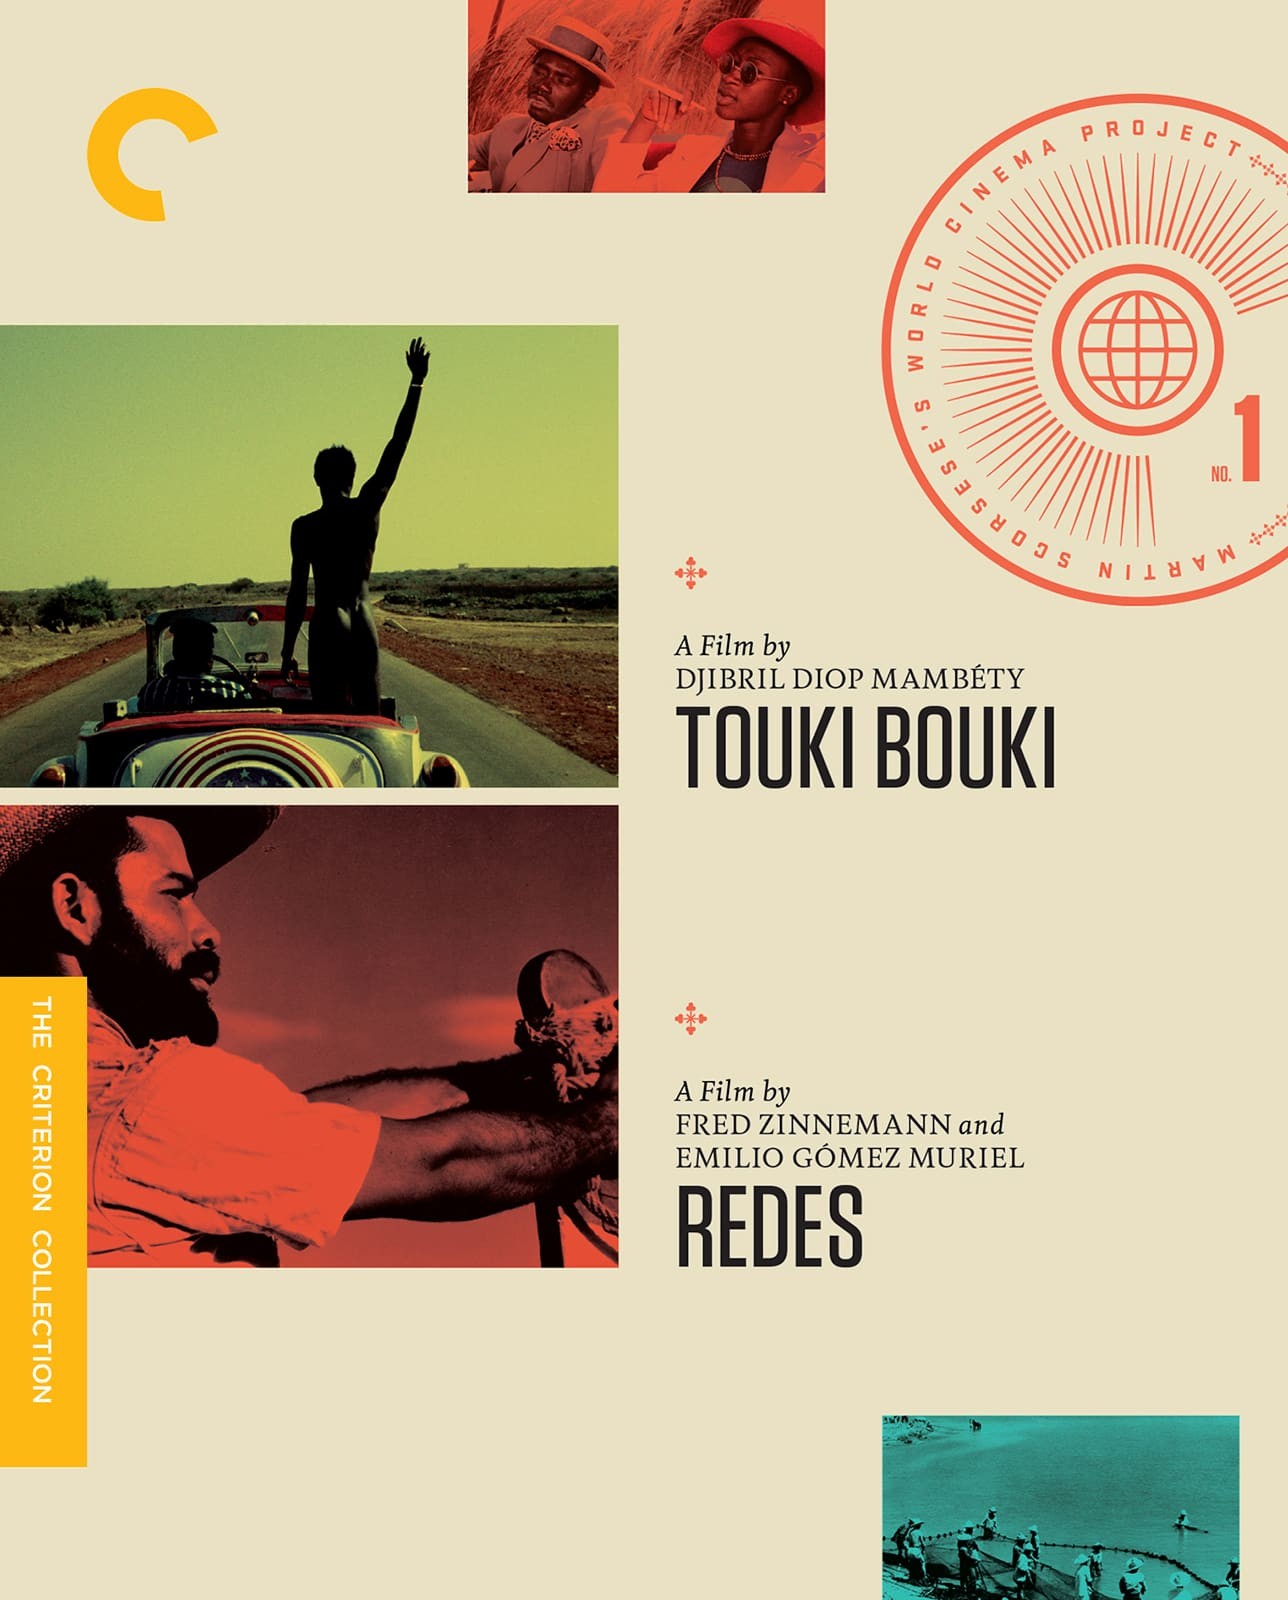 MARTIN SCORSESE'S WORLD CINEMA PROJECT
NO. 1
A Film by
DJIBRIL DIOP MAMBÉTY
TOUKI BOUKI
A Film by
FRED ZINNEMANN and
EMILIO GÓMEZ MURIEL
REDES
THE CRITERION COLLECTION